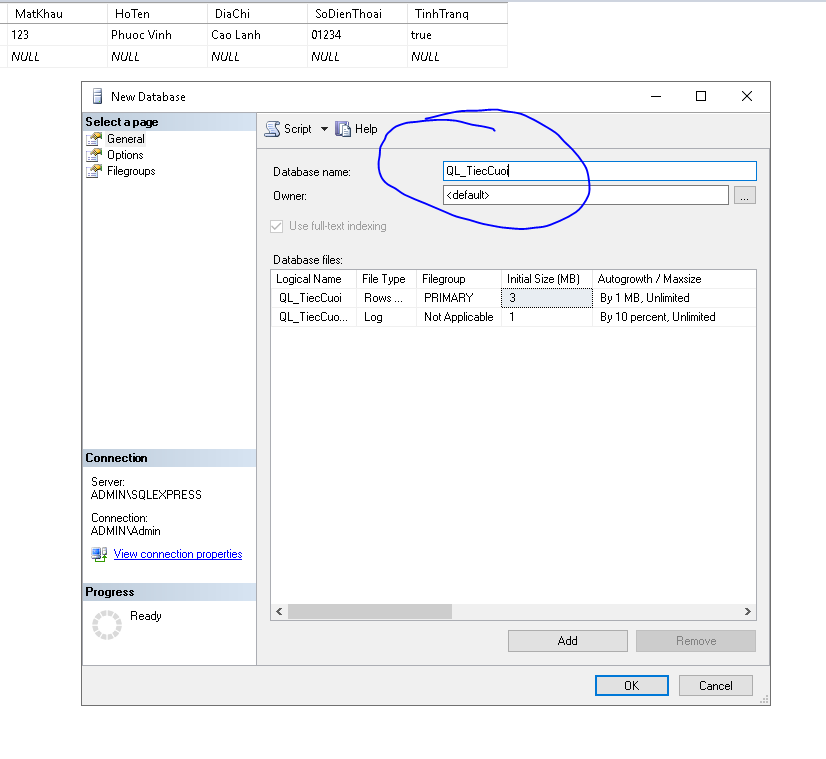 MatKhau HoTen DiaChi SoDienThoai TinhTrang
123 Phuoc Vinh Cao Lanh 01234 true
NULL NULL NULL NULL NULL
New Database
Select a page
General
Options
Filegroups
Script Help
Database name: QL_TiecCuoi
Owner: <default> ...
Use full-text indexing
Database files:
Logical Name File Type Filegroup Initial Size (MB) Autogrowth / Maxsize
QL_TiecCuoi Rows ... PRIMARY 3 By 1 MB, Unlimited
QL_TiecCuo... Log Not Applicable 1 By 10 percent, Unlimited
Connection
Server:
ADMIN\SQLEXPRESS
Connection:
ADMIN\Admin
View connection properties
Progress
Ready
Add Remove
OK Cancel